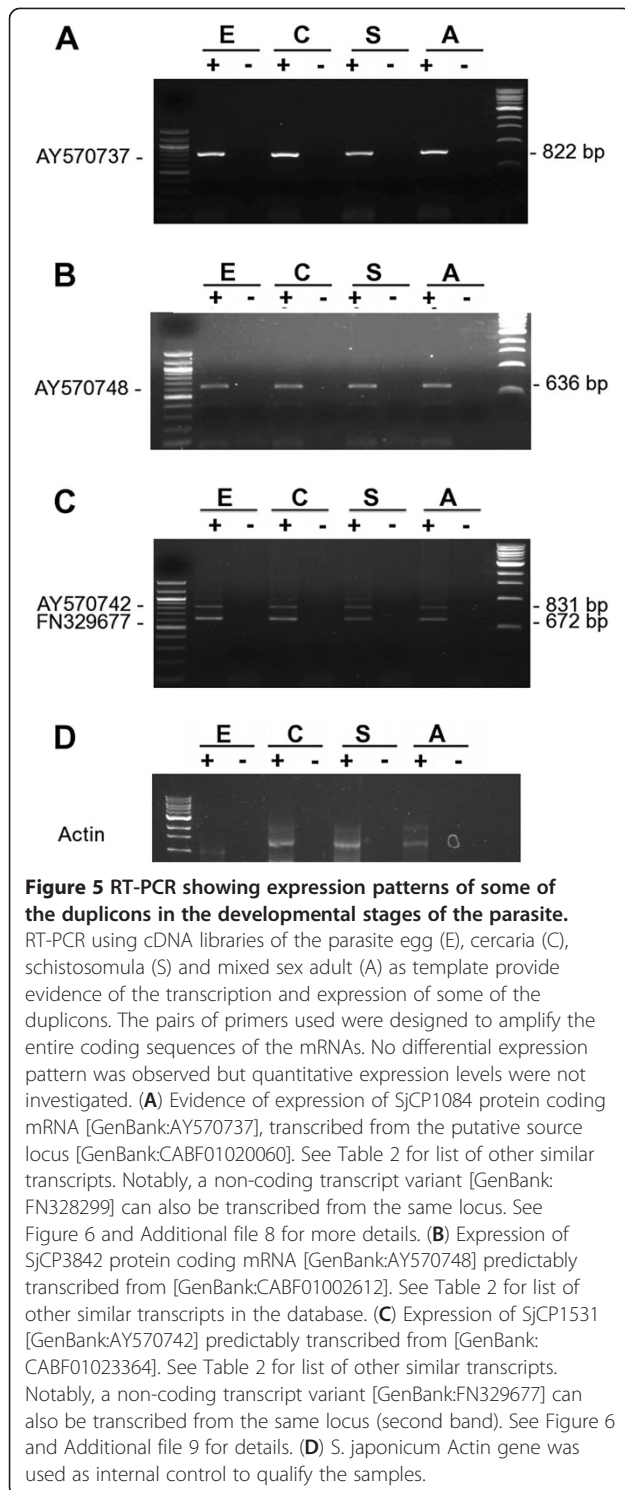 A
E C S A
+ - + - + - + -
AY570737 - - 822 bp
B
E C S A
+ - + - + - + -
AY570748 - - 636 bp
C
E C S A
+ - + - + - + -
AY570742 - - 831 bp
FN329677 - - 672 bp
D
E C S A
+ - + - + - + -
Actin
Figure 5 RT-PCR showing expression patterns of some of
the duplicons in the developmental stages of the parasite.
RT-PCR using cDNA libraries of the parasite egg (E), cercaria (C),
schistosomula (S) and mixed sex adult (A) as template provide
evidence of the transcription and expression of some of the
duplicons. The pairs of primers used were designed to amplify the
entire coding sequences of the mRNAs. No differential expression
pattern was observed but quantitative expression levels were not
investigated. (A) Evidence of expression of SjCP1084 protein coding
mRNA [GenBank:AY570737], transcribed from the putative source
locus [GenBank:CABF01020060]. See Table 2 for list of other similar
transcripts. Notably, a non-coding transcript variant [GenBank:
FN328299] can also be transcribed from the same locus. See
Figure 6 and Additional file 8 for more details. (B) Expression of
SjCP3842 protein coding mRNA [GenBank:AY570748] predictably
transcribed from [GenBank:CABF01002612]. See Table 2 for list of
other similar transcripts in the database. (C) Expression of SjCP1531
[GenBank:AY570742] predictably transcribed from [GenBank:
CABF01023364]. See Table 2 for list of other similar transcripts.
Notably, a non-coding transcript variant [GenBank:FN329677] can
also be transcribed from the same locus (second band). See Figure 6
and Additional file 9 for details. (D) S. japonicum Actin gene was
used as internal control to qualify the samples.